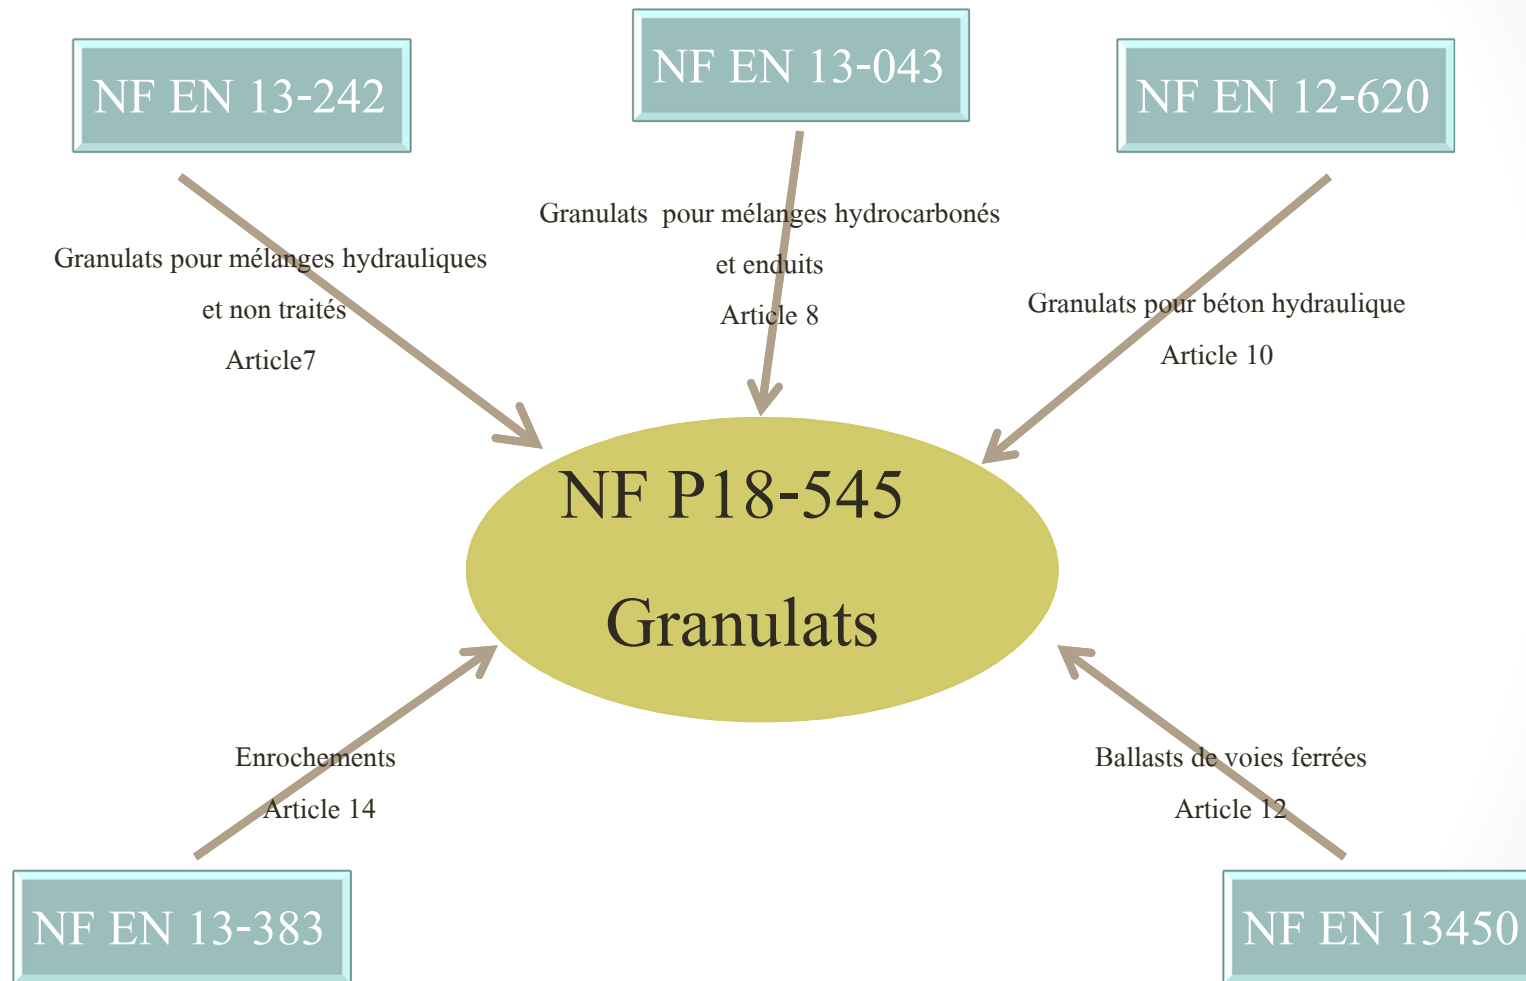 NF EN 13-242
NF EN 13-043
NF EN 12-620
Granulats pour mélanges hydrauliques
et non traités
Article7
Granulats pour mélanges hydrocarbonés
et enduits
Article 8
Granulats pour béton hydraulique
Article 10
NF P18-545
Granulats
Enrochements
Article 14
Ballasts de voies ferrées
Article 12
NF EN 13-383
NF EN 13450